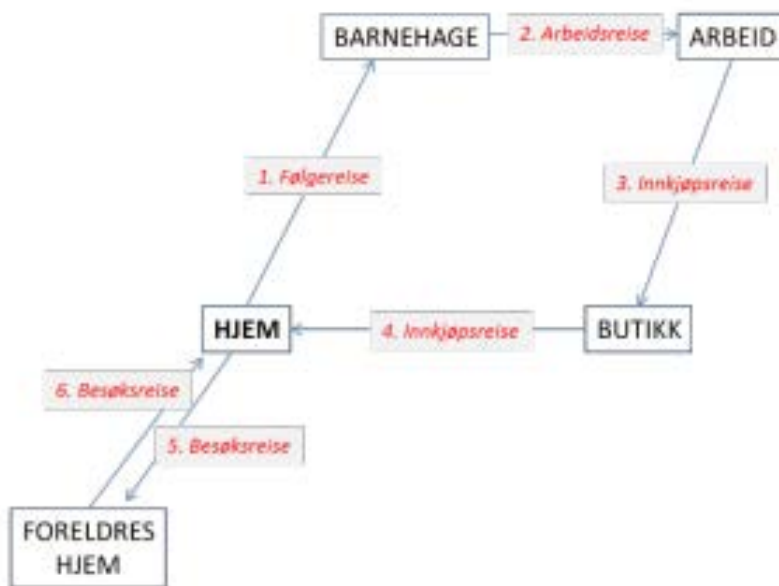 BARNEHAGE
2. Arbeidsreise
ARBEID
1. Følgereise
3. Innkjøpsreise
HJEM
4. Innkjøpsreise
BUTIKK
6. Besøksreise
5. Besøksreise
FORELDRES
HJEM